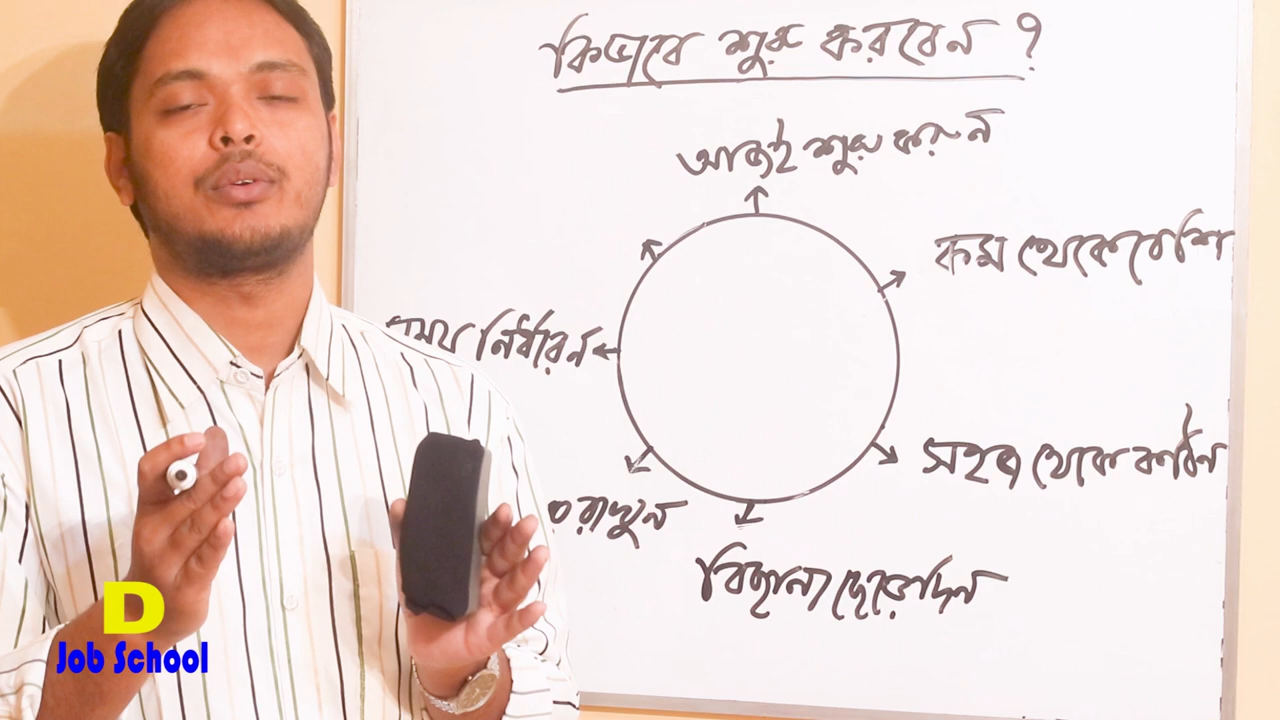 কিভাবে শুরু করবেন ?
আজই শুরু করুন
কম থেকে বেশি
সহজ থেকে কঠিন
বিছানা ছেড়ে দিন
রাখুন
নির্ধারন
D
Job School